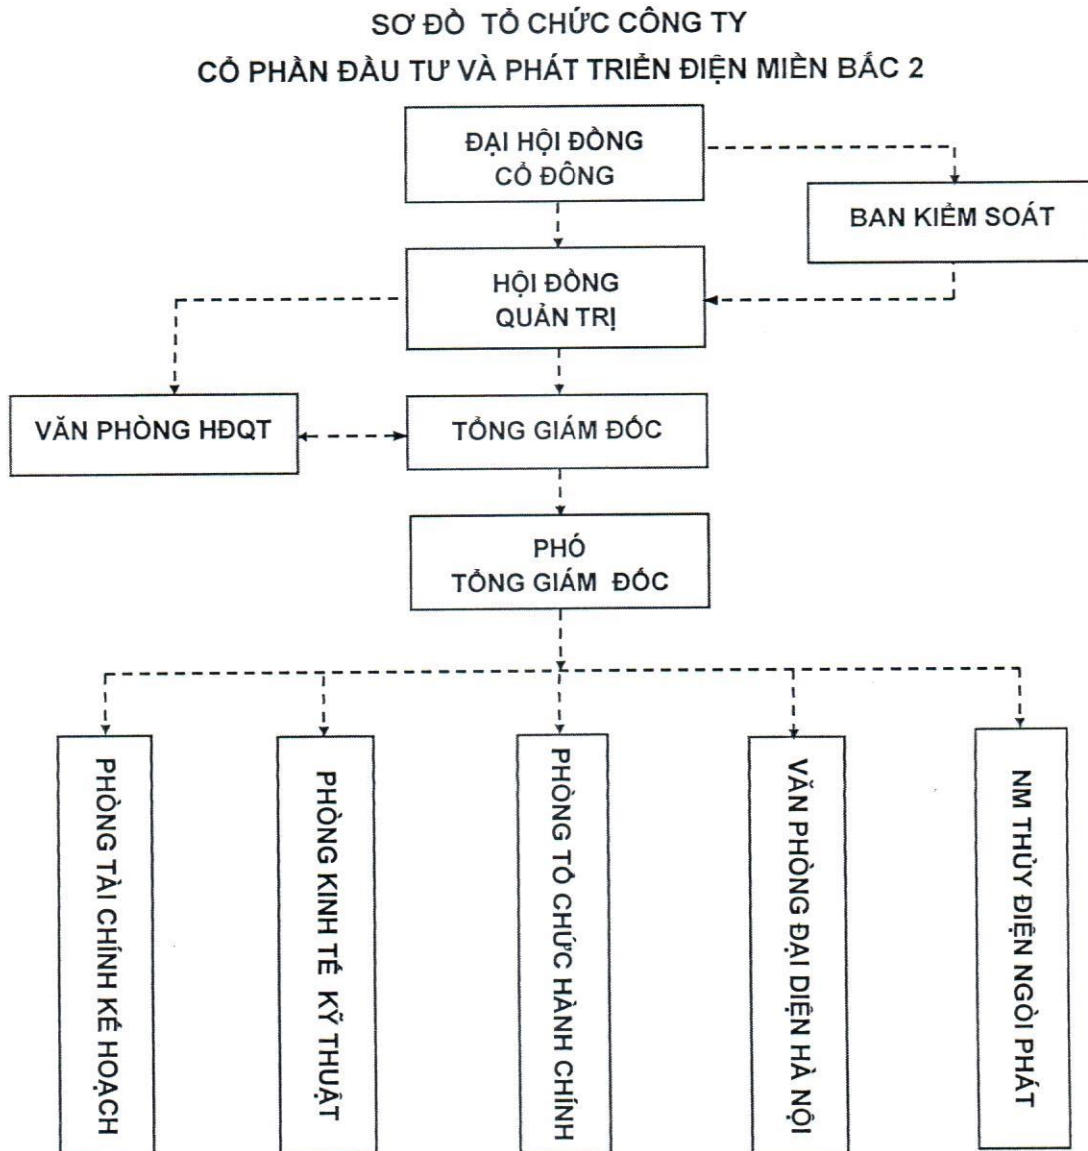 SƠ ĐỒ TỔ CHỨC CÔNG TY
CỔ PHẦN ĐẦU TƯ VÀ PHÁT TRIỂN ĐIỆN MIỀN BẮC 2
ĐẠI HỘI ĐỒNG
CỔ ĐÔNG
BAN KIỂM SOÁT
HỘI ĐỒNG
QUẢN TRỊ
VĂN PHÒNG HĐQT
TỔNG GIÁM ĐỐC
PHÓ
TỔNG GIÁM ĐỐC
PHÒNG TÀI CHÍNH KẾ HOẠCH
PHÒNG KINH TẾ KỸ THUẬT
PHÒNG TỔ CHỨC HÀNH CHÍNH
VĂN PHÒNG ĐẠI DIỆN HÀ NỘI
NM THỦY ĐIỆN NGÒI PHÁT